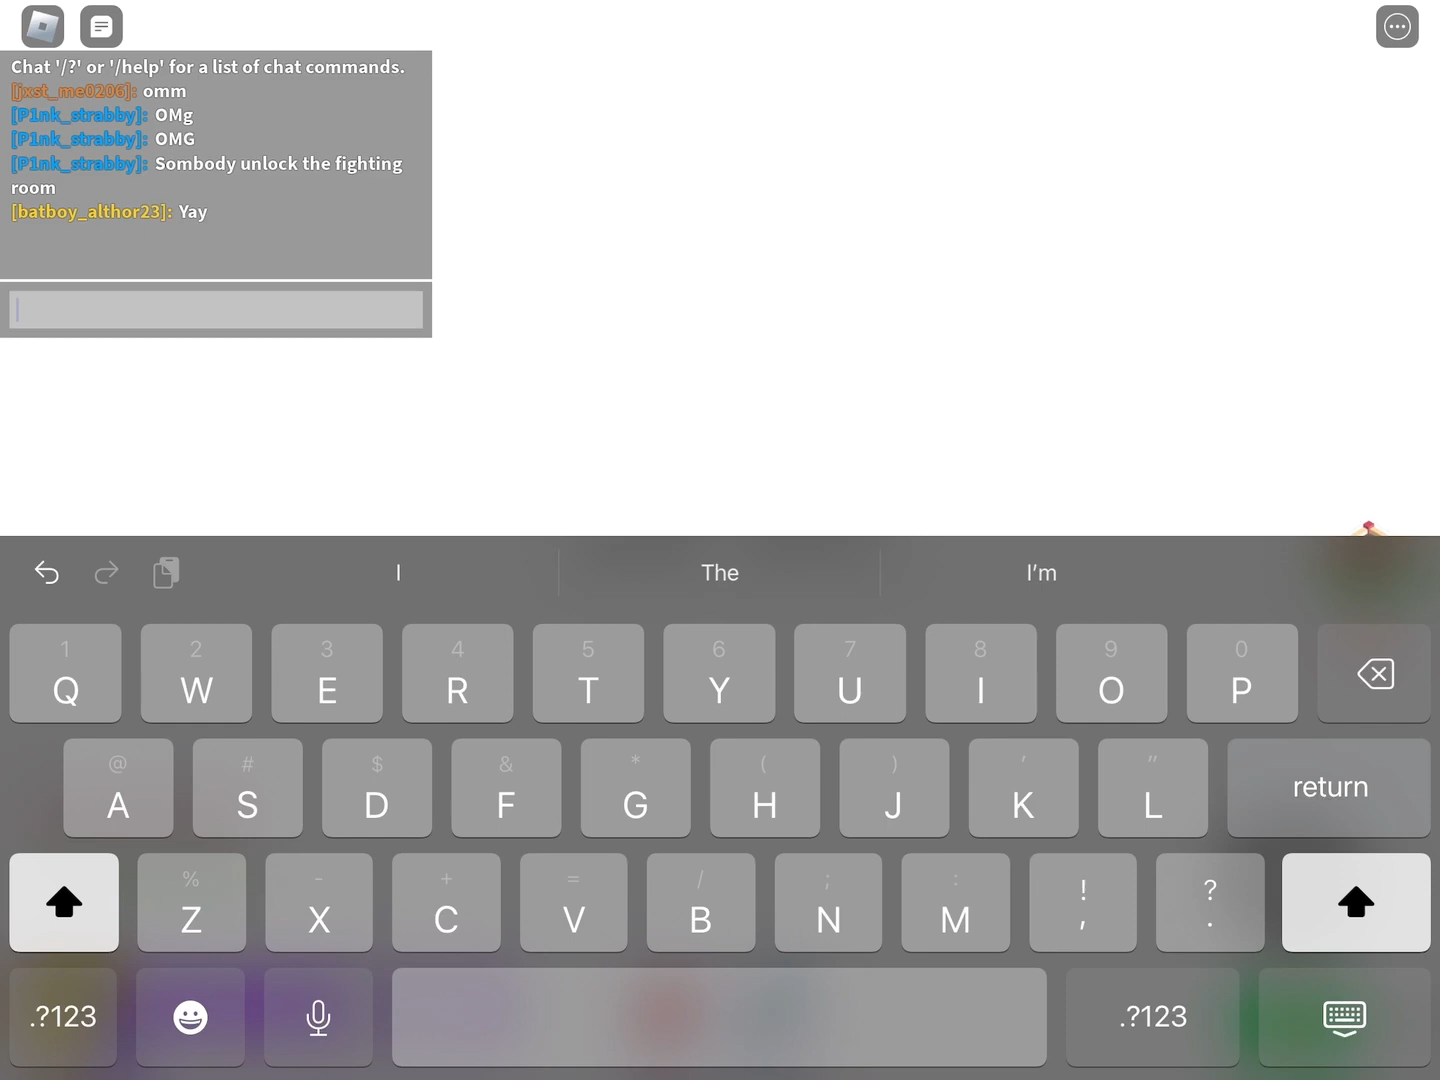 Chat '/?' or '/help' for a list of chat commands.
[jxst_me0206]: omm
[P1nk_strabby]: OMg
[P1nk_strabby]: OMG
[P1nk_strabby]: Sombody unlock the fighting
room
[batboy_althor23]: Yay
I The I'm
1 2 3 4 5 6 7 8 9 0
Q W E R T Y U I O P
@ # $ & * ( ) ' "
A S D F G H J K L return
% - + = / ; : ! ?
Z X C V B N M , .
.?123 .?123